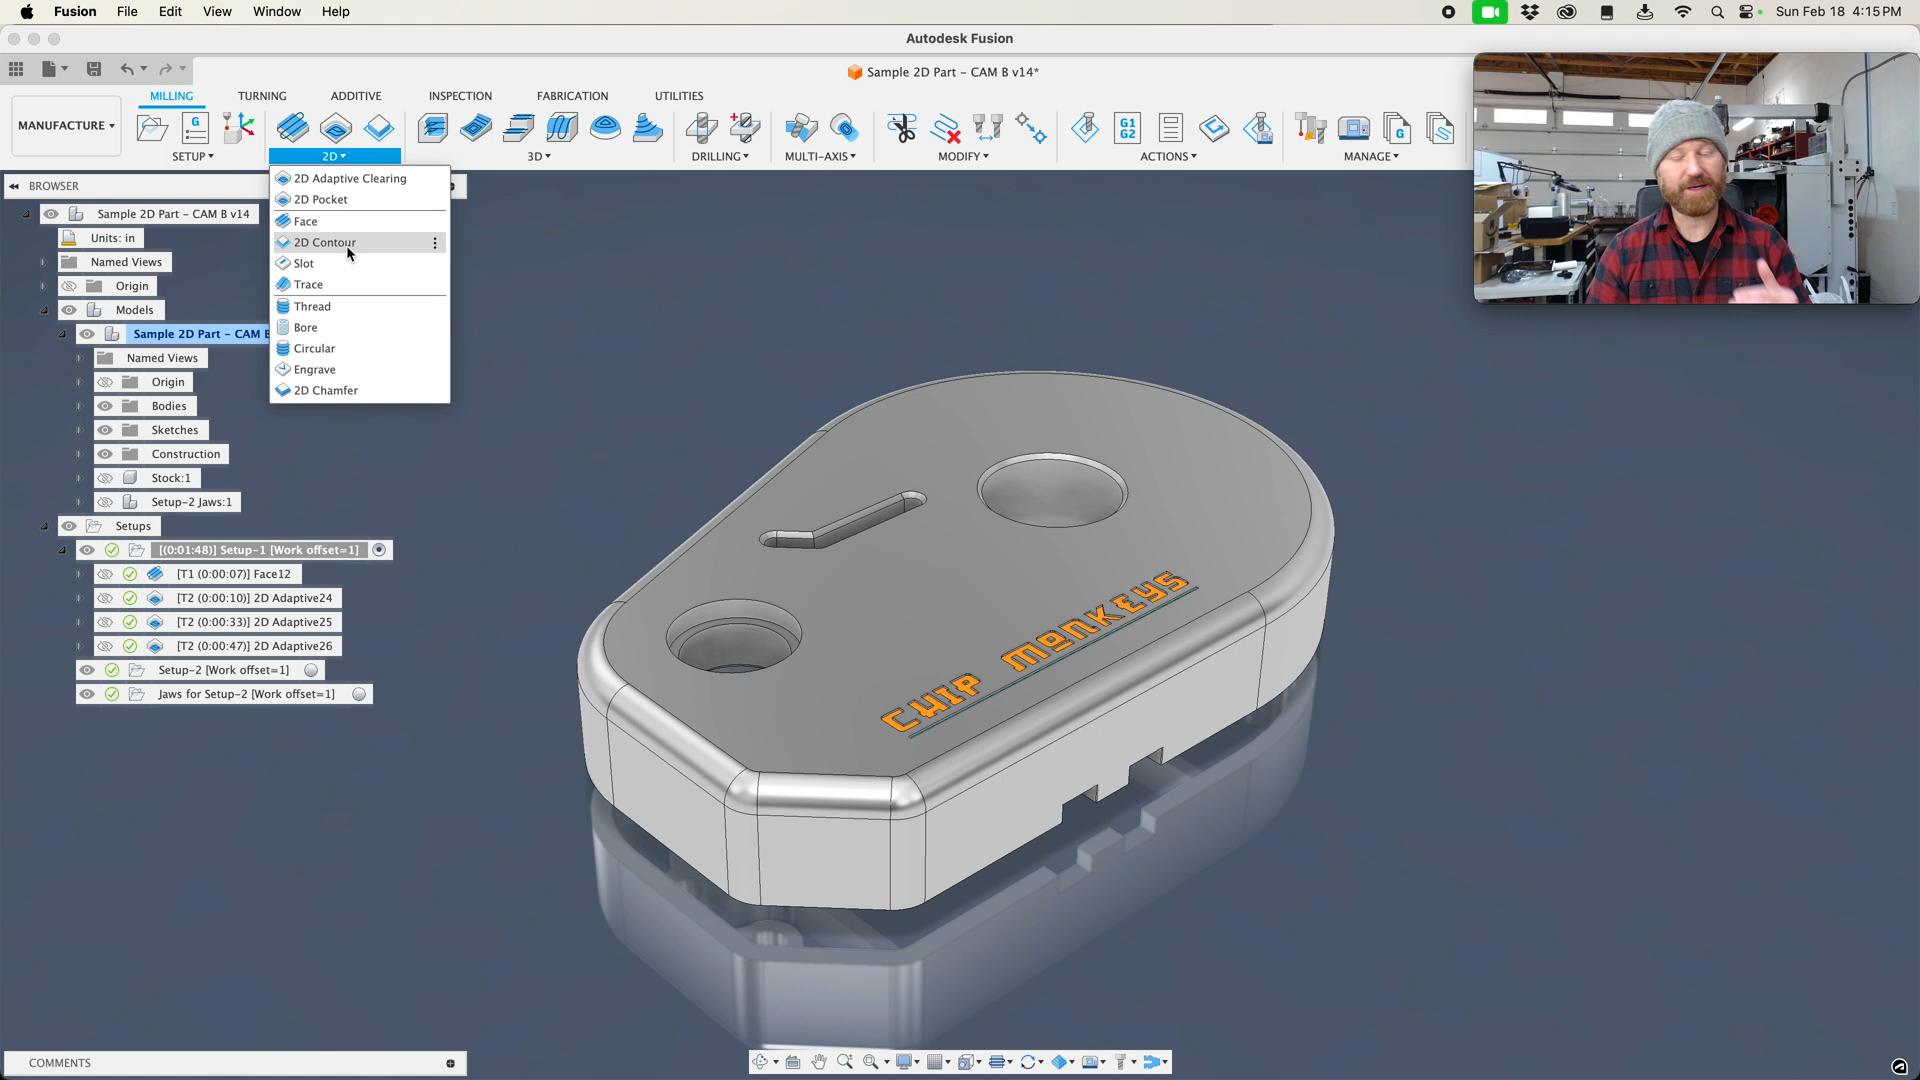 Fusion File Edit View Window Help
Sun Feb 18 4:15 PM
Autodesk Fusion
Sample 2D Part – CAM B v14*
MILLING TURNING ADDITIVE INSPECTION FABRICATION UTILITIES
MANUFACTURE
G
G1
G2
G
SETUP 2D 3D DRILLING MULTI-AXIS MODIFY ACTIONS MANAGE
BROWSER
Sample 2D Part – CAM B v14
Units: in
Named Views
Origin
Models
Sample 2D Part – CAM B
Named Views
Origin
Bodies
Sketches
Construction
Stock:1
Setup-2 Jaws:1
Setups
[(0:01:48)] Setup-1 [Work offset=1]
[T1 (0:00:07)] Face12
[T2 (0:00:10)] 2D Adaptive24
[T2 (0:00:33)] 2D Adaptive25
[T2 (0:00:47)] 2D Adaptive26
Setup-2 [Work offset=1]
Jaws for Setup-2 [Work offset=1]
2D Adaptive Clearing
2D Pocket
Face
2D Contour
Slot
Trace
Thread
Bore
Circular
Engrave
2D Chamfer
CHIP MONKEYS
COMMENTS